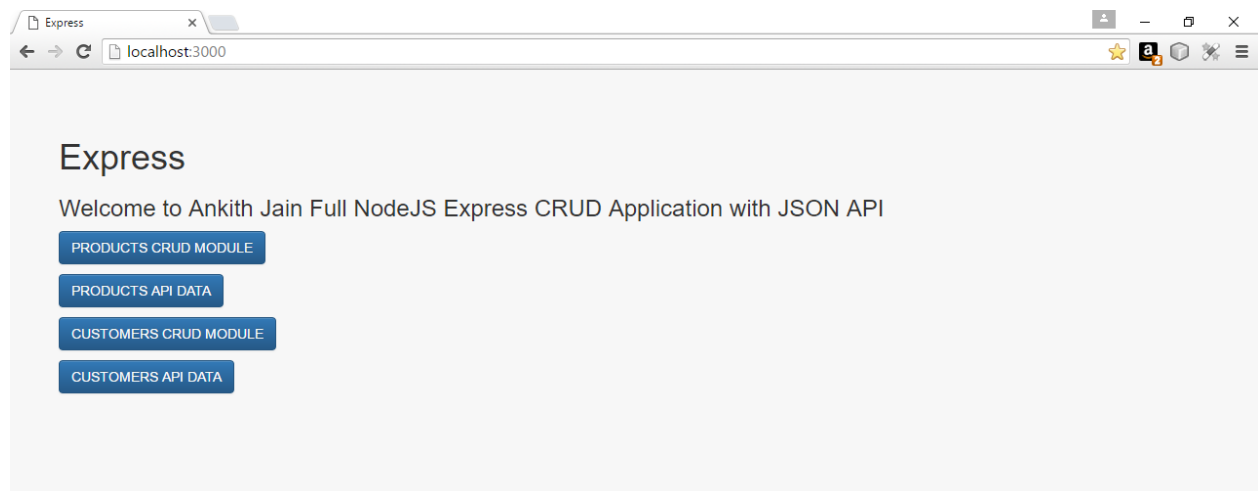 Express
localhost:3000
a
2
Express
Welcome to Ankith Jain Full NodeJS Express CRUD Application with JSON API
PRODUCTS CRUD MODULE
PRODUCTS API DATA
CUSTOMERS CRUD MODULE
CUSTOMERS API DATA